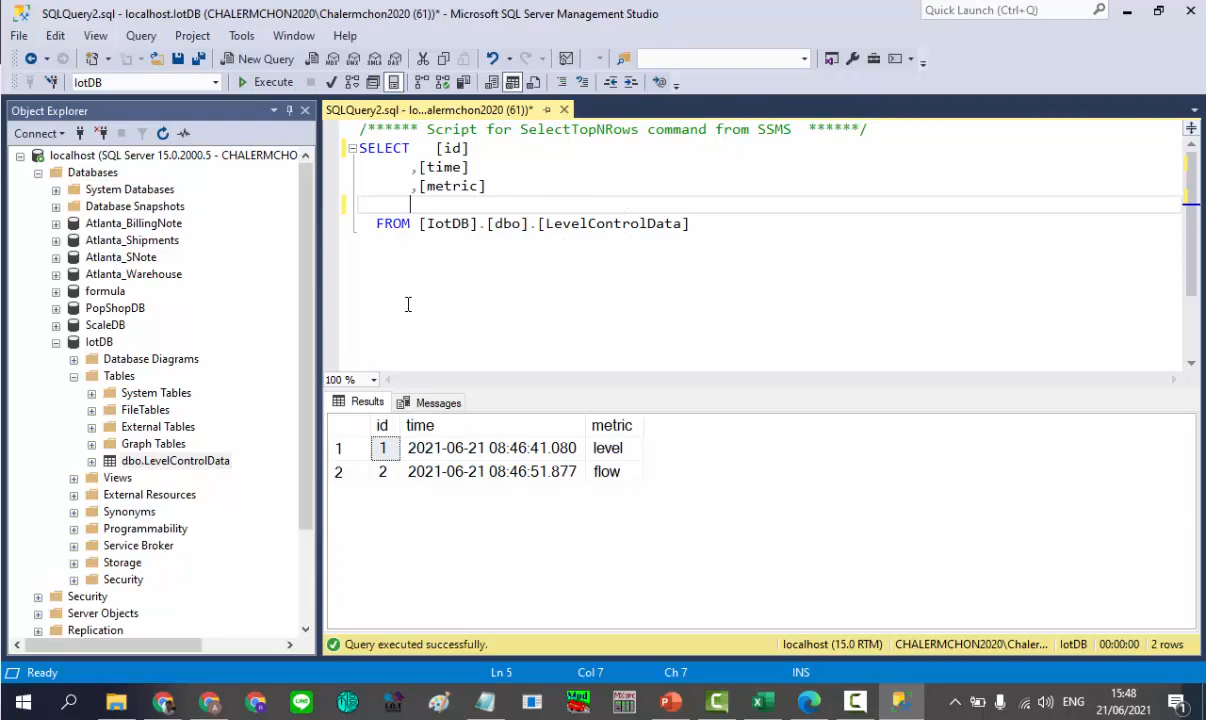 SQLQuery2.sql - localhost.IotDB (CHALERMCHON2020\Chalermchon2020 (61))* - Microsoft SQL Server Management Studio
Quick Launch (Ctrl+Q)
File Edit View Query Project Tools Window Help
New Query
IotDB Execute
Object Explorer
Connect
localhost (SQL Server 15.0.2000.5 - CHALERMCHO
Databases
System Databases
Database Snapshots
Atlanta_BillingNote
Atlanta_Shipments
Atlanta_SNote
Atlanta_Warehouse
formula
PopShopDB
ScaleDB
IotDB
Database Diagrams
Tables
System Tables
FileTables
External Tables
Graph Tables
dbo.LevelControlData
Views
External Resources
Synonyms
Programmability
Service Broker
Storage
Security
Security
Server Objects
Replication
SQLQuery2.sql - lo...alermchon2020 (61))*
/****** Script for SelectTopNRows command from SSMS ******/
SELECT [id]
,[time]
,[metric]
FROM [IotDB].[dbo].[LevelControlData]
100 %
Results Messages
id time metric
1 1 2021-06-21 08:46:41.080 level
2 2 2021-06-21 08:46:51.877 flow
Query executed successfully. localhost (15.0 RTM) CHALERMCHON2020\Chaler... IotDB 00:00:00 2 rows
Ready Ln 5 Col 7 Ch 7 INS
ENG
15:48
21/06/2021